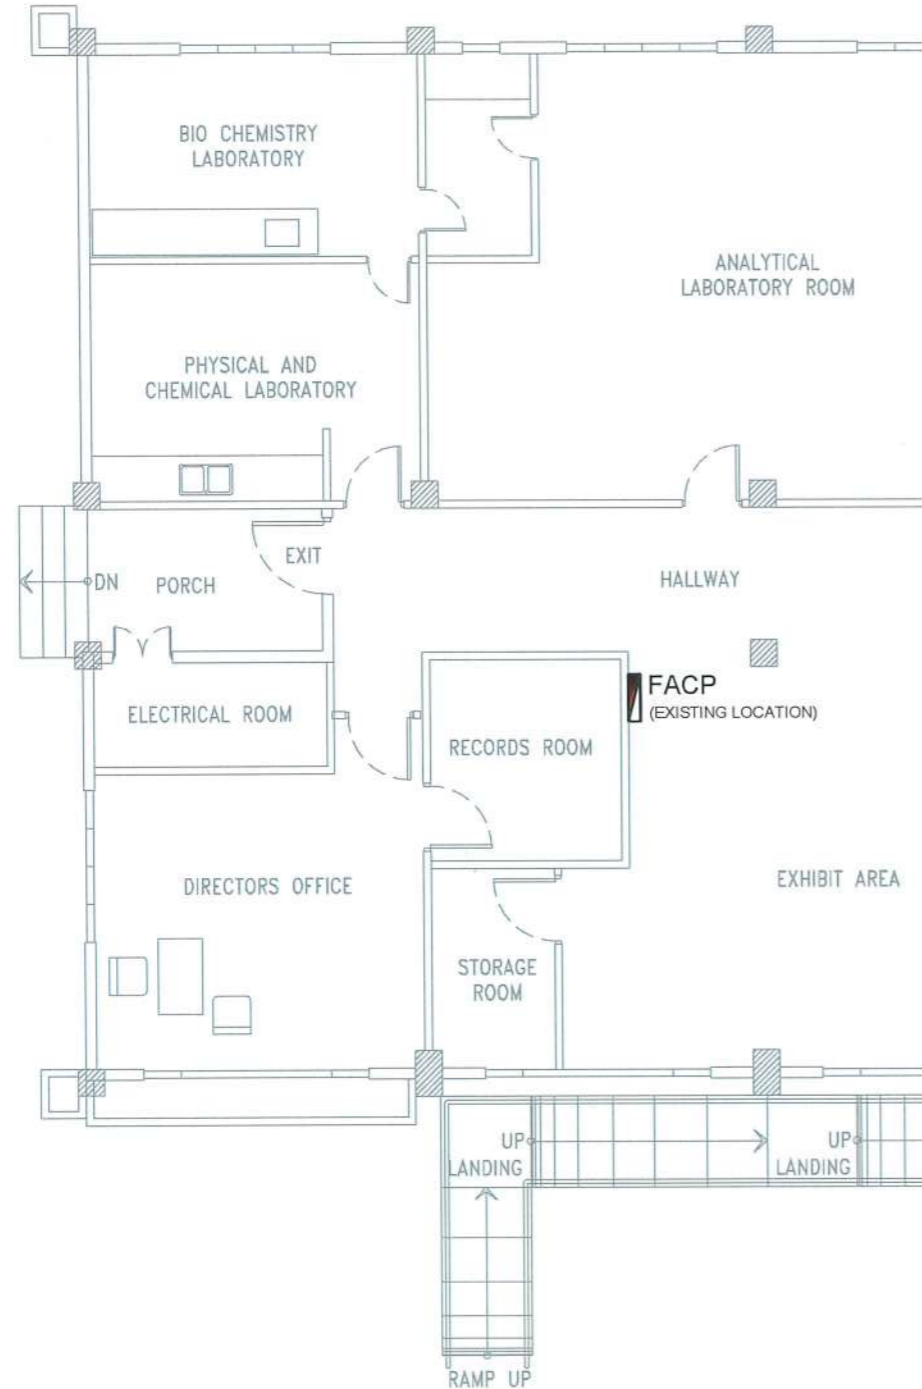 BIO CHEMISTRY
LABORATORY
ANALYTICAL
LABORATORY ROOM
PHYSICAL AND
CHEMICAL LABORATORY
EXIT
DN
PORCH
HALLWAY
FACP
(EXISTING LOCATION)
ELECTRICAL ROOM
RECORDS ROOM
DIRECTORS OFFICE
EXHIBIT AREA
STORAGE
ROOM
UP
LANDING
UP
LANDING
RAMP UP